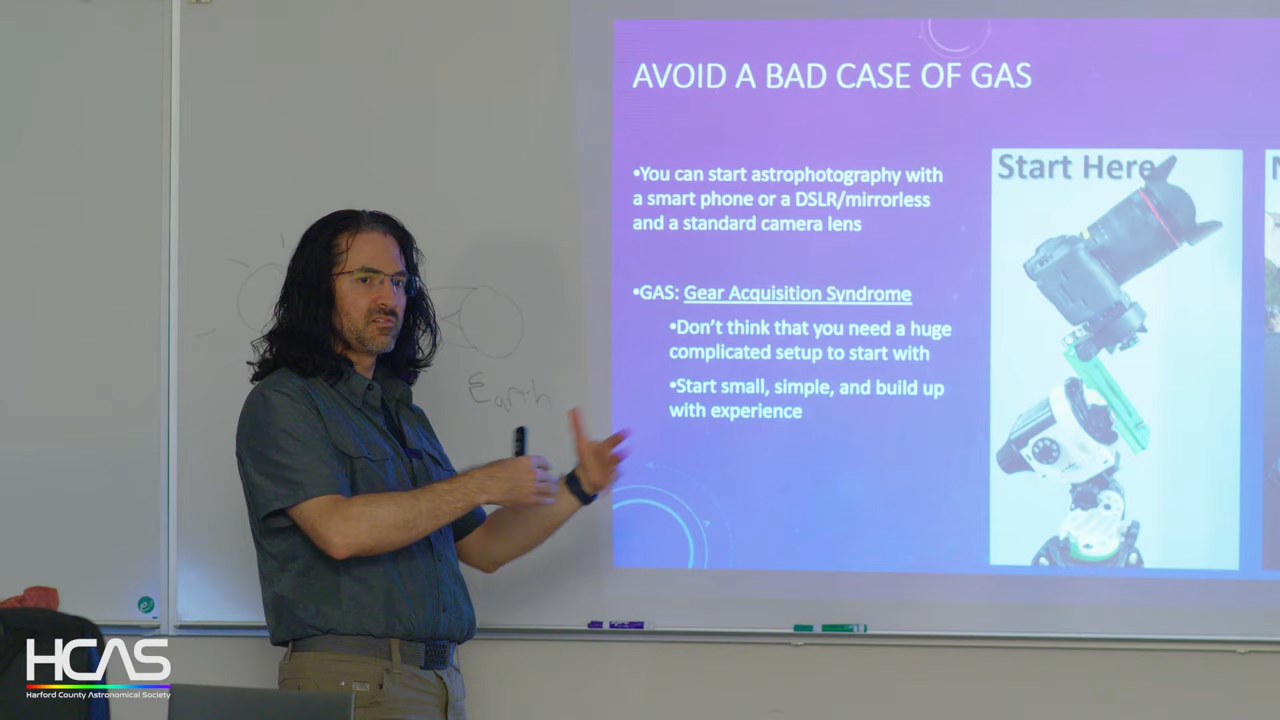 AVOID A BAD CASE OF GAS
•You can start astrophotography with
a smart phone or a DSLR/mirrorless
and a standard camera lens
•GAS: Gear Acquisition Syndrome
•Don't think that you need a huge
complicated setup to start with
•Start small, simple, and build up
with experience
Start Here
Earth
HCAS
Harford County Astronomical Society